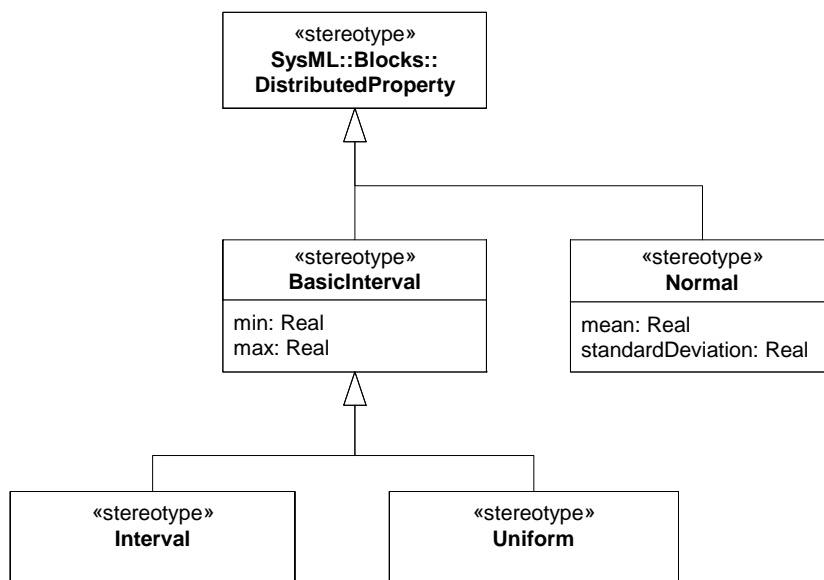 «stereotype»
SysML::Blocks::
DistributedProperty
«stereotype»
BasicInterval
min: Real
max: Real
«stereotype»
Normal
mean: Real
standardDeviation: Real
«stereotype»
Interval
«stereotype»
Uniform